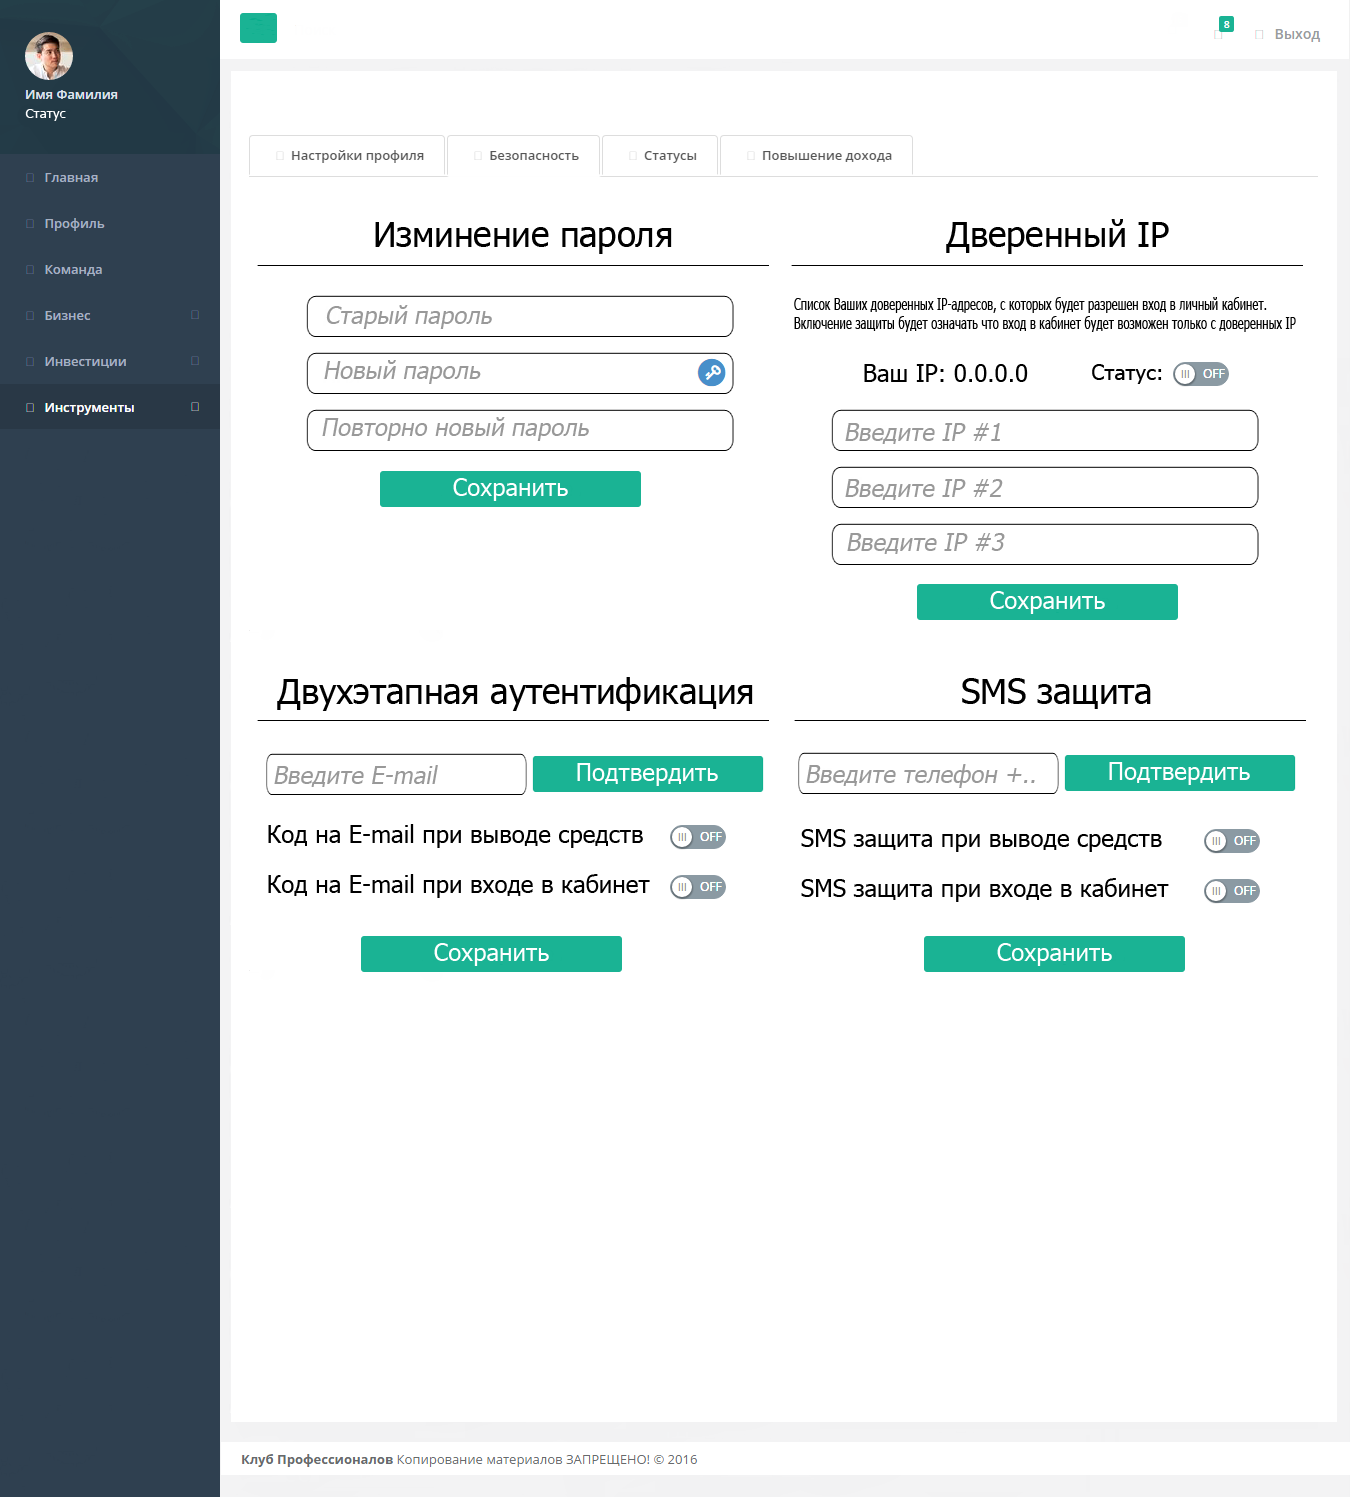 Имя Фамилия
Статус
Главная
Профиль
Команда
Бизнес
Инвестиции
Инструменты
8
Выход
Настройки профиля
Безопасность
Статусы
Повышение дохода
Изминение пароля
Старый пароль
Новый пароль
Повторно новый пароль
Сохранить
Дверенный IP
Список Ваших доверенных IP-адресов, с которых будет разрешен вход в личный кабинет.
Включение защиты будет означать что вход в кабинет будет возможен только с доверенных IP
Ваш IP: 0.0.0.0
Статус: OFF
Введите IP #1
Введите IP #2
Введите IP #3
Сохранить
Двухэтапная аутентификация
Введите E-mail
Подтвердить
Код на E-mail при выводе средств OFF
Код на E-mail при входе в кабинет OFF
Сохранить
SMS защита
Введите телефон +..
Подтвердить
SMS защита при выводе средств OFF
SMS защита при входе в кабинет OFF
Сохранить
Клуб Профессионалов Копирование материалов ЗАПРЕЩЕНО! © 2016